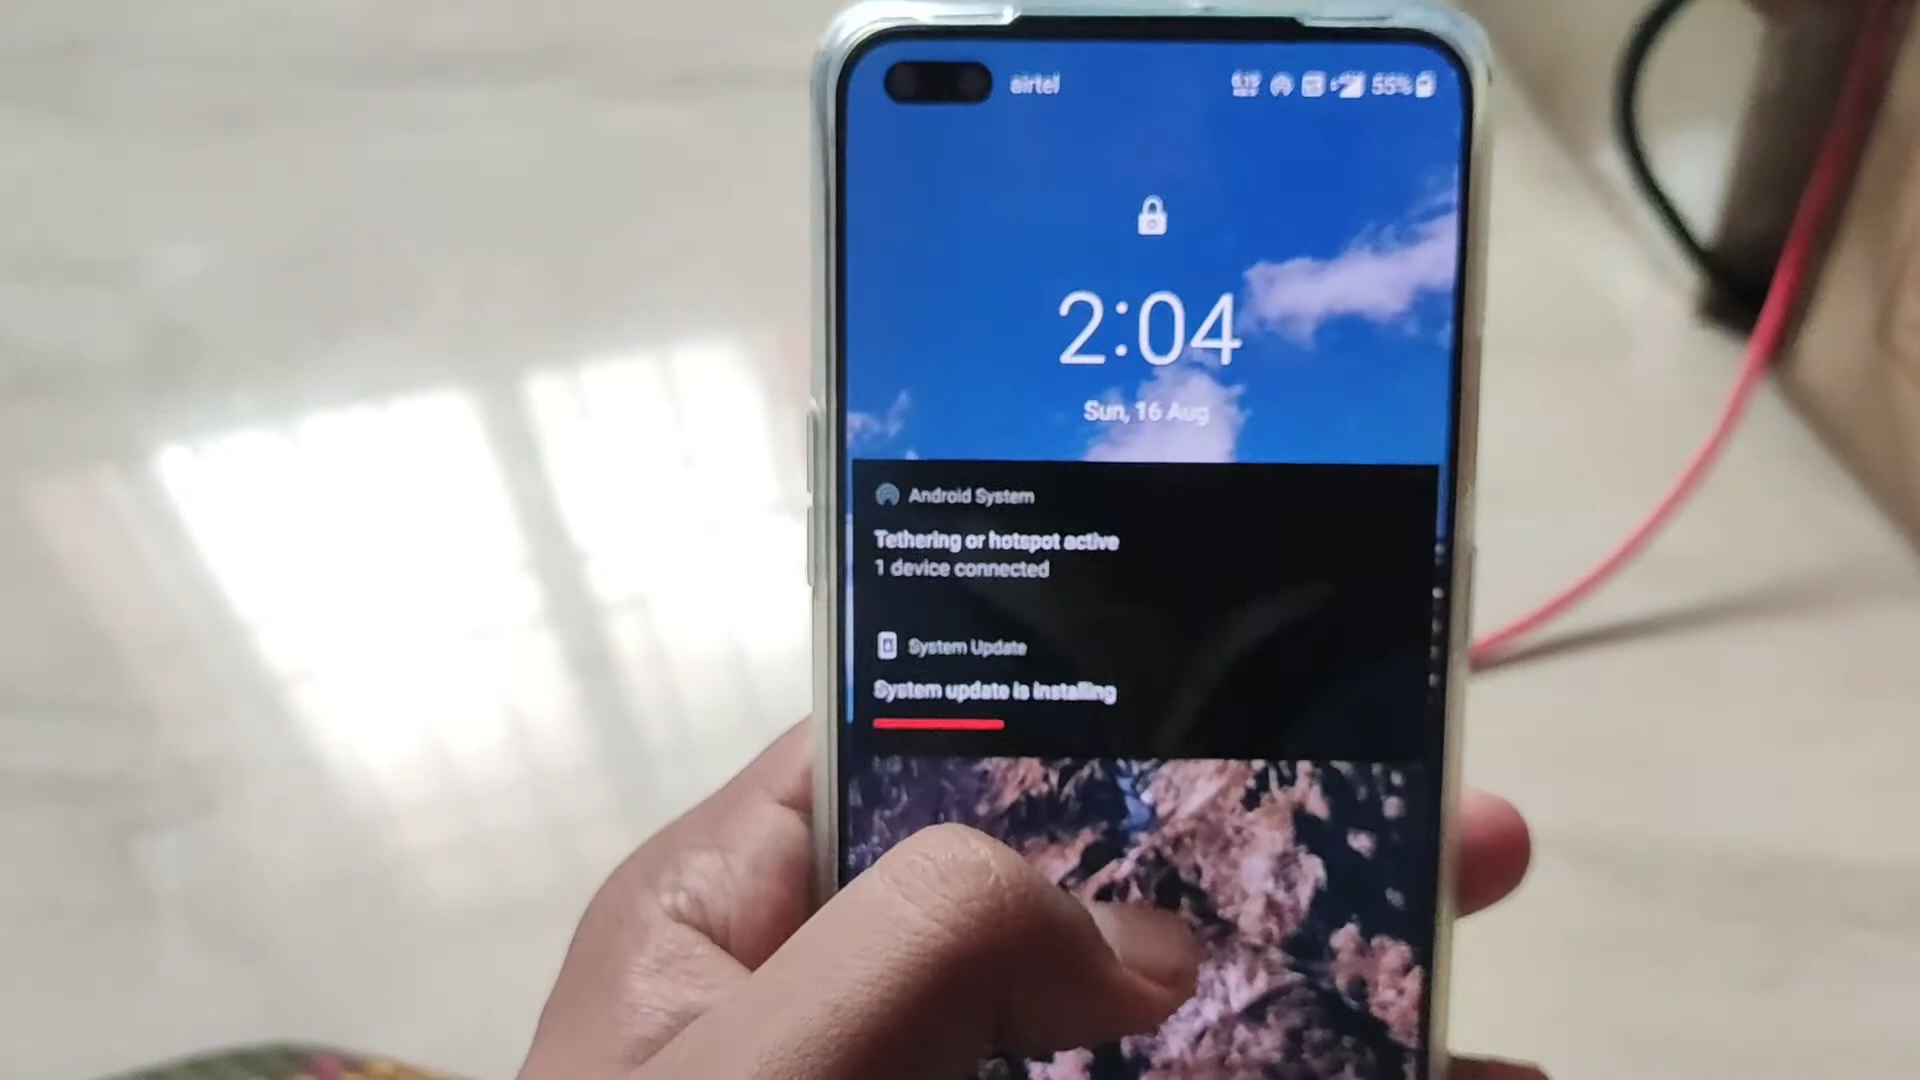 airtel
55%
2:04
Sun, 16 Aug
Android System
Tethering or hotspot active
1 device connected
System Update
System update is installing